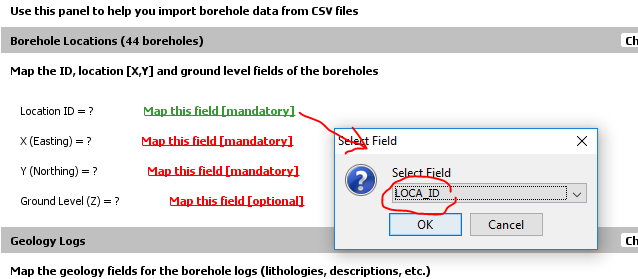 Use this panel to help you import borehole data from CSV files
Borehole Locations (44 boreholes)
Ch
Map the ID, location [X,Y] and ground level fields of the boreholes
Location ID = ? Map this field [mandatory]
X (Easting) = ? Map this field [mandatory]
Y (Northing) = ? Map this field [mandatory]
Ground Level (Z) = ? Map this field [optional]
Select Field
Select Field
LOCA_ID
OK Cancel
Geology Logs
Ch
Map the geology fields for the borehole logs (lithologies, descriptions, etc.)